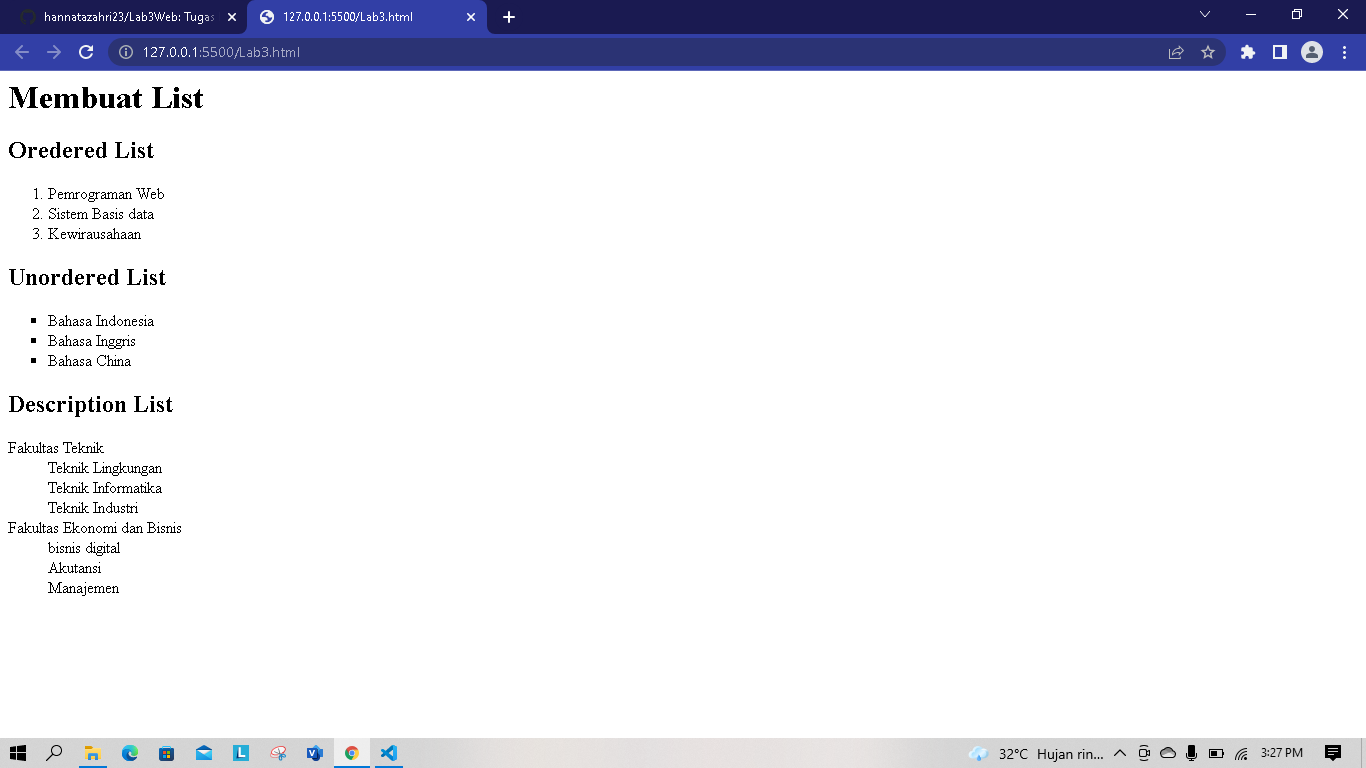 hannatazahri23/Lab3Web: Tugas
127.0.0.1:5500/Lab3.html
127.0.0.1:5500/Lab3.html
Membuat List
Oredered List
1. Pemrograman Web
2. Sistem Basis data
3. Kewirausahaan
Unordered List
▪ Bahasa Indonesia
▪ Bahasa Inggris
▪ Bahasa China
Description List
Fakultas Teknik
Teknik Lingkungan
Teknik Informatika
Teknik Industri
Fakultas Ekonomi dan Bisnis
bisnis digital
Akutansi
Manajemen
32°C Hujan rin... 3:27 PM